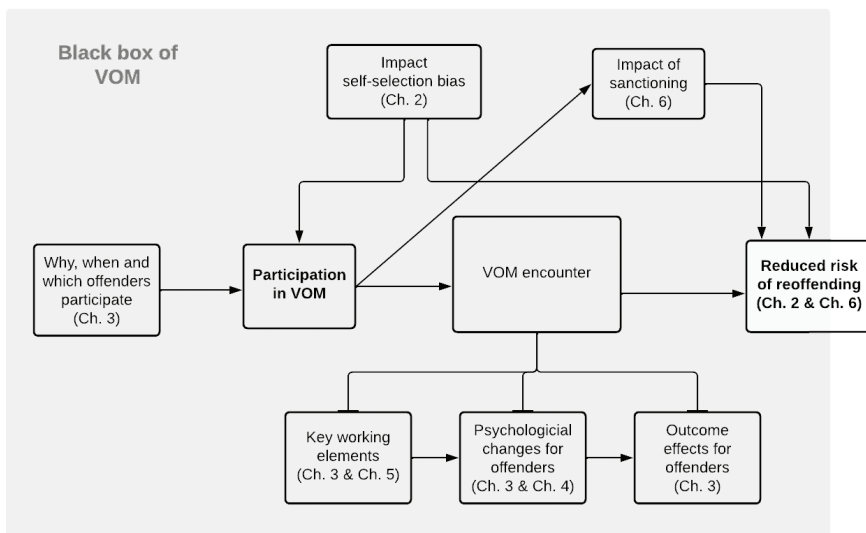 Black box of
VOM
Impact
self-selection bias
(Ch. 2)
Impact of
sanctioning
(Ch. 6)
Why, when and
which offenders
participate
(Ch. 3)
Participation
in VOM
VOM encounter
Reduced risk
of reoffending
(Ch. 2 & Ch. 6)
Key working
elements
(Ch. 3 & Ch. 5)
Psychologicial
changes for
offenders
(Ch. 3 & Ch. 4)
Outcome
effects for
offenders
(Ch. 3)